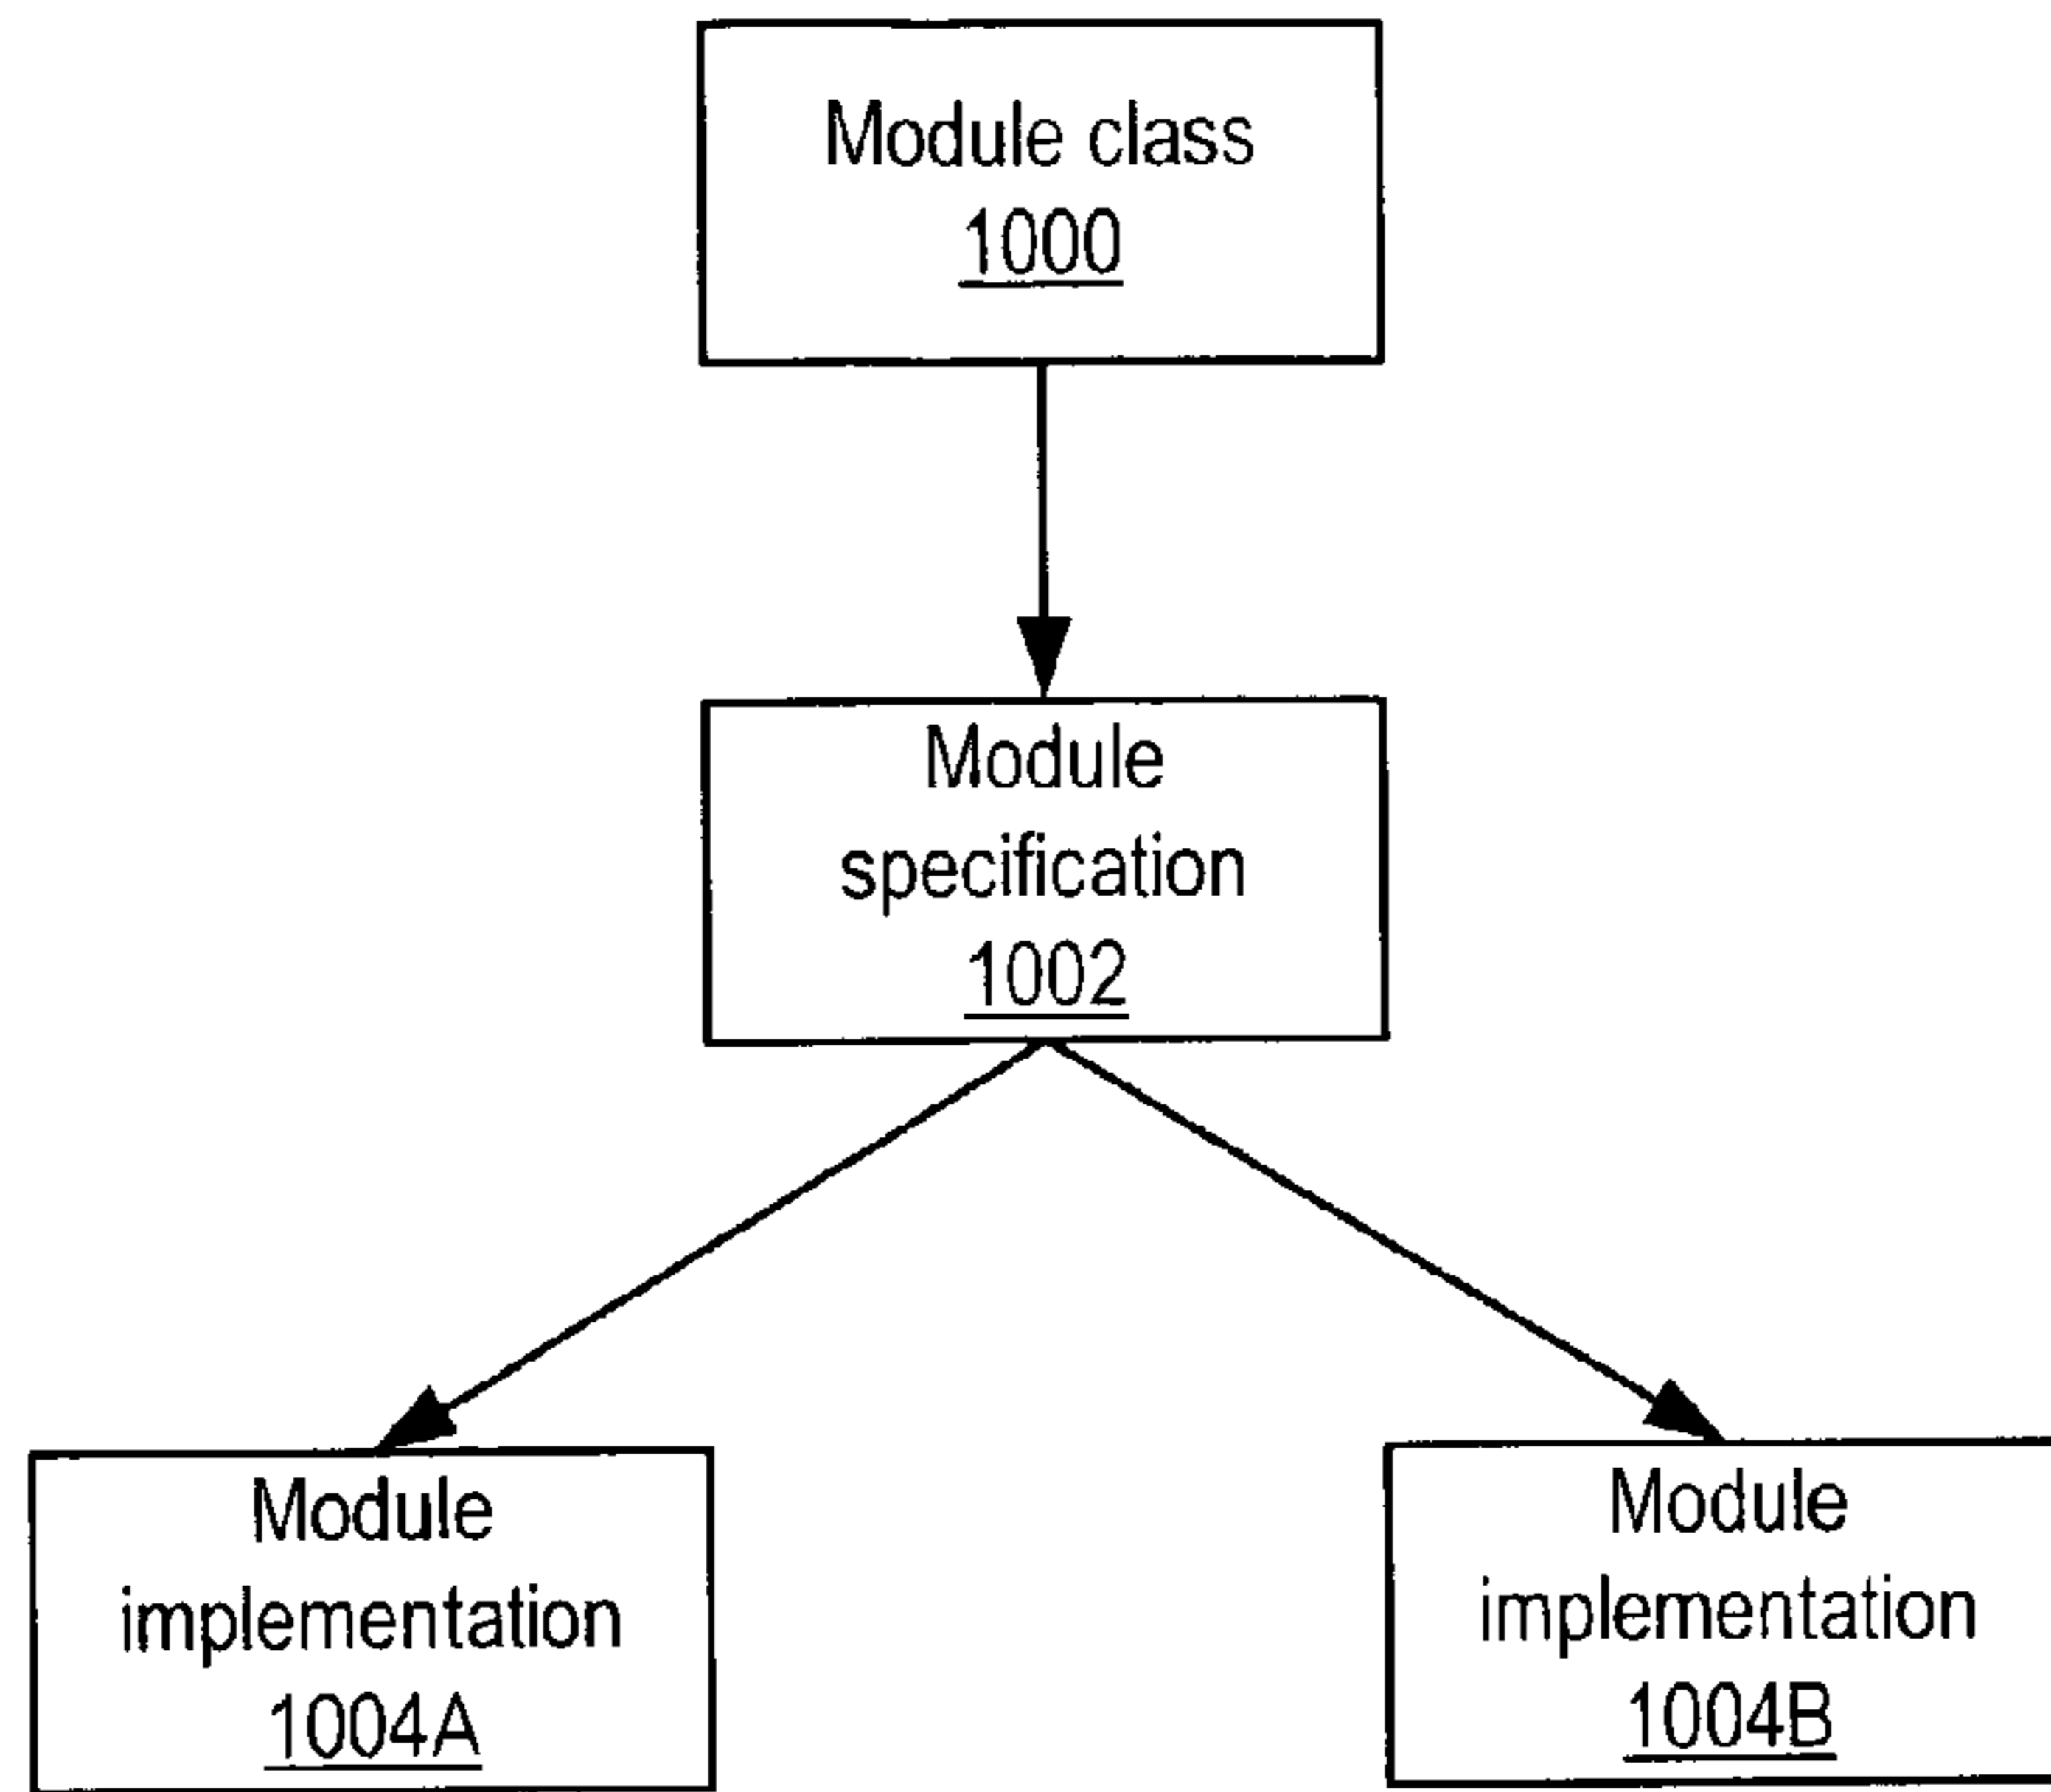 Module class
1000
Module
specification
1002
Module
implementation
1004A
Module
implementation
1004B